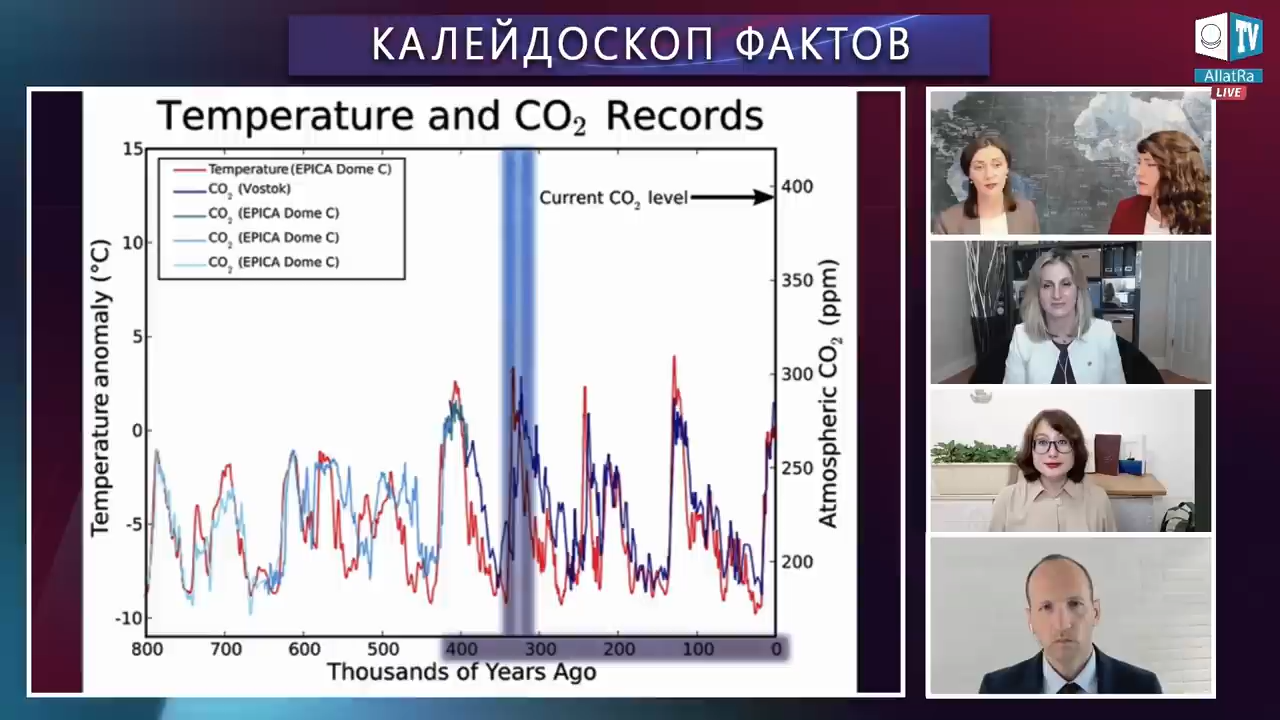 КАЛЕЙДОСКОП ФАКТОВ
TV
AllatRa
LIVE
Temperature and CO₂ Records
Temperature (EPICA Dome C)
CO₂ (Vostok)
CO₂ (EPICA Dome C)
CO₂ (EPICA Dome C)
CO₂ (EPICA Dome C)
Current CO₂ level
Temperature anomaly (°C)
15
10
5
0
-5
-10
Atmospheric CO₂ (ppm)
400
350
300
250
200
800 700 600 500 400 300 200 100 0
Thousands of Years Ago